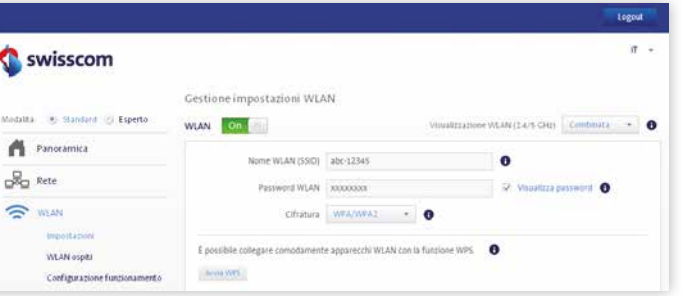 Logout
IT
swisscom
Gestione impostazioni WLAN
Modalità Standard Esperto
WLAN On Visualizzazione WLAN (2.4/5 GHz) Combinata
Panoramica
Nome WLAN (SSID) abc-12345
Rete
Password WLAN xxxxxxxx Visualizza password
WLAN
Cifratura WPA/WPA2
Impostazioni
È possibile collegare comodamente apparecchi WLAN con la funzione WPS.
WLAN ospiti
Avvia WPS
Configurazione funzionamento